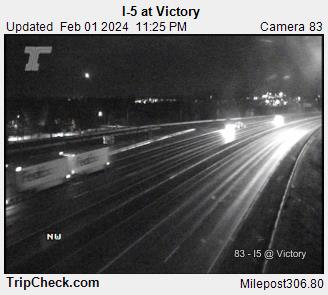 I-5 at Victory
Updated Feb 01 2024 11:25 PM Camera 83
T
NW
83 - I5 @ Victory
TripCheck.com Milepost306.80